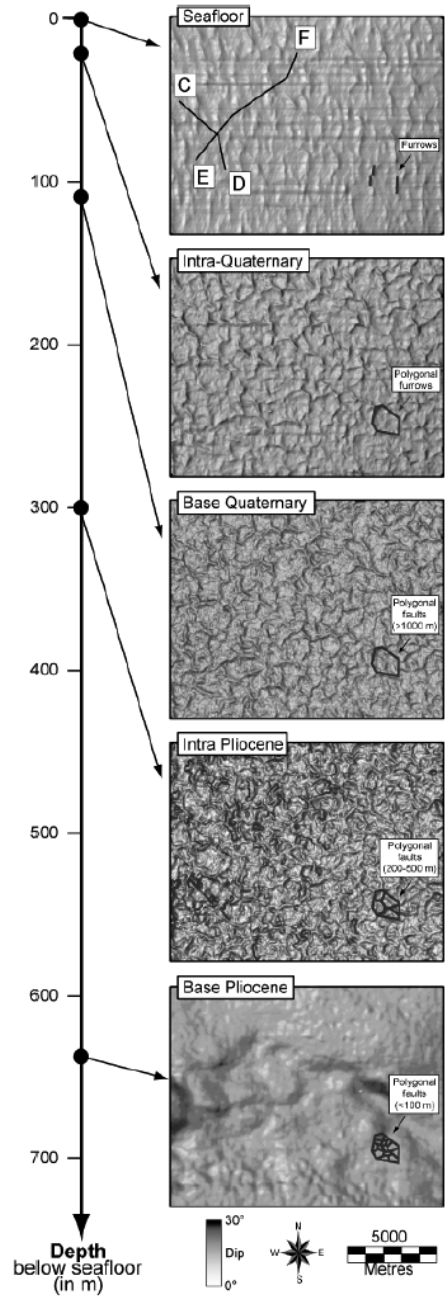 0
100
200
300
400
500
600
700
Depth
below seafloor
(in m)
Seafloor
F
C
E
D
Furrows
Intra-Quaternary
Polygonal
furrows
Base Quaternary
Polygonal
faults
(>1000 m)
Intra Pliocene
Polygonal
faults
(200-500 m)
Base Pliocene
Polygonal
faults
(<100 m)
30°
Dip
0°
N
W
E
S
5000
Metres